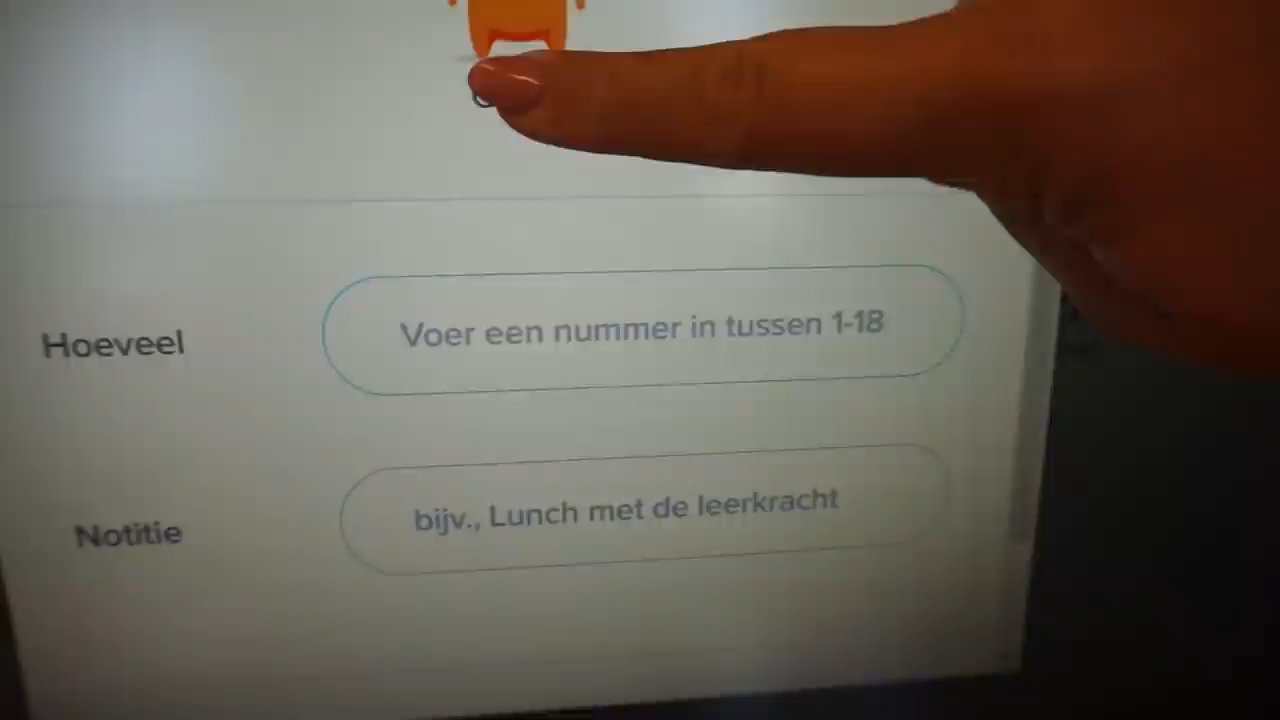 Hoeveel
Voer een nummer in tussen 1-18
Notitie
bijv., Lunch met de leerkracht